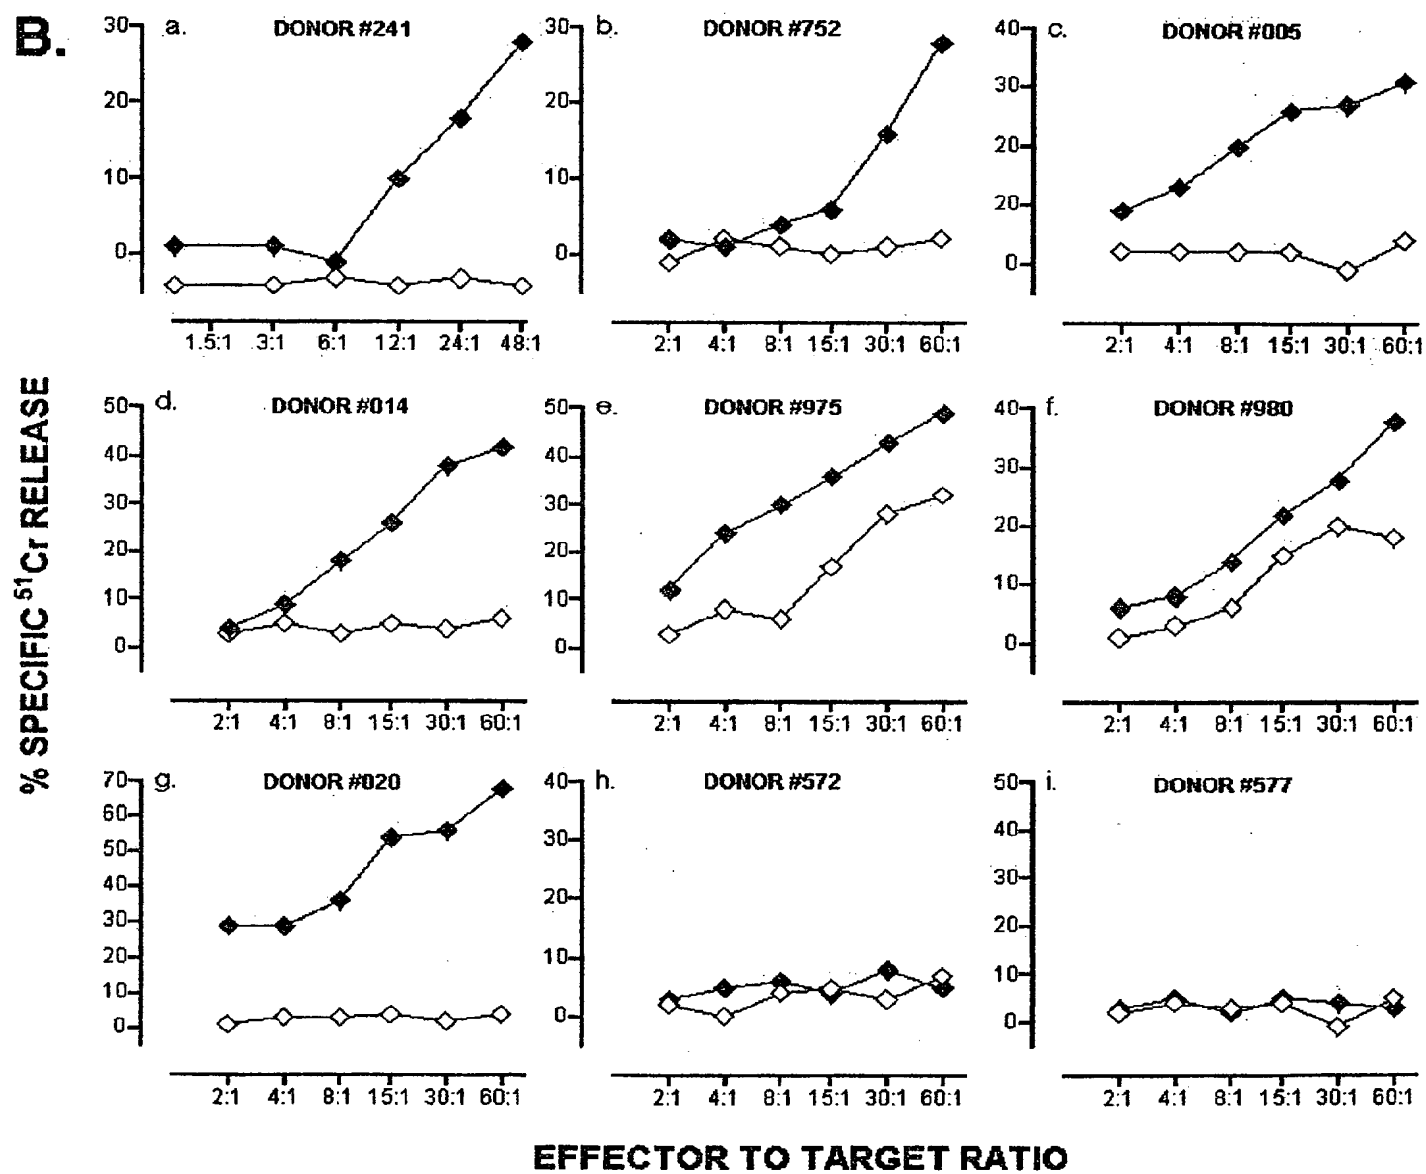 B.
a. DONOR #241
30
20
10
0
1.5:1 3:1 6:1 12:1 24:1 48:1
b. DONOR #752
30
20
10
0
2:1 4:1 8:1 15:1 30:1 60:1
c. DONOR #005
40
30
20
20
0
2:1 4:1 8:1 15:1 30:1 60:1
d. DONOR #014
50
40
30
20
10
0
2:1 4:1 8:1 15:1 30:1 60:1
e. DONOR #975
50
40
30
20
10
0
2:1 4:1 8:1 15:1 30:1 60:1
f. DONOR #980
40
30
20
10
0
2:1 4:1 8:1 15:1 30:1 60:1
g. DONOR #020
70
60
50
40
30
20
10
0
2:1 4:1 8:1 15:1 30:1 60:1
h. DONOR #572
40
30
20
10
0
2:1 4:1 8:1 15:1 30:1 60:1
i. DONOR #577
50
40
30
20
10
0
2:1 4:1 8:1 15:1 30:1 60:1
% SPECIFIC ⁵¹Cr RELEASE
EFFECTOR TO TARGET RATIO